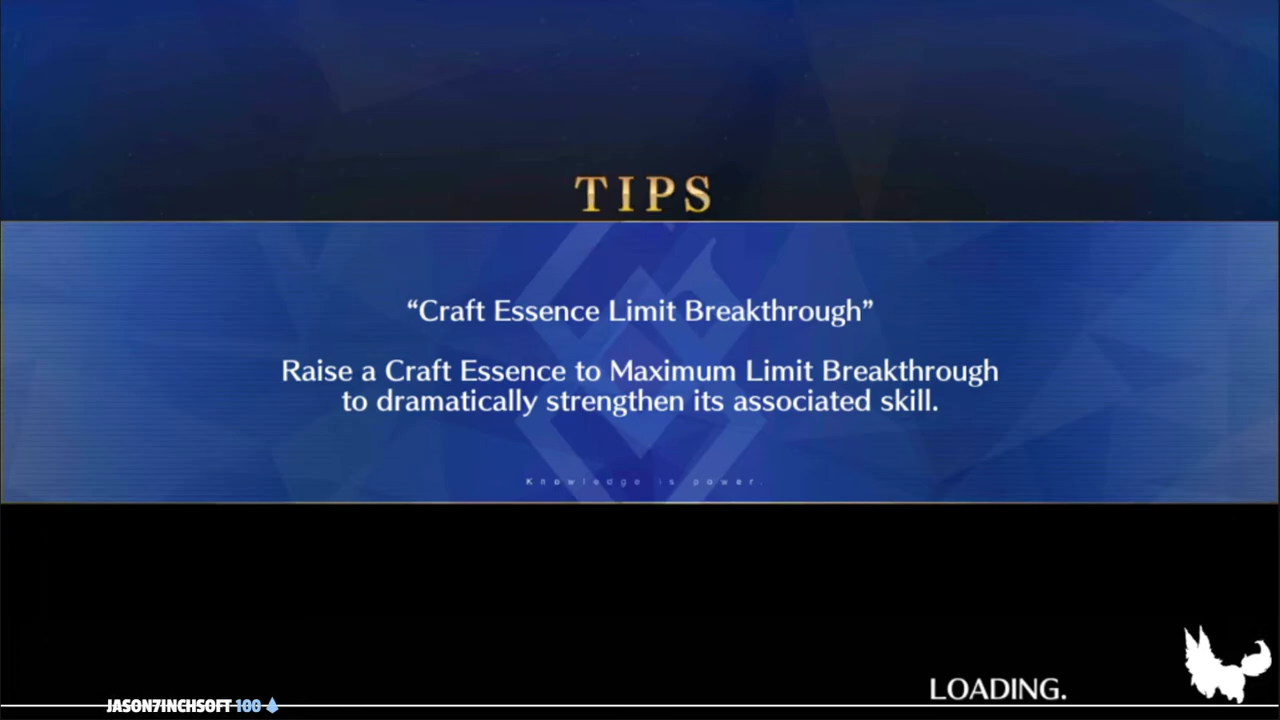 TIPS
“Craft Essence Limit Breakthrough”
Raise a Craft Essence to Maximum Limit Breakthrough
to dramatically strengthen its associated skill.
Knowledge is power.
LOADING.
JASON7INCHSOFT 100